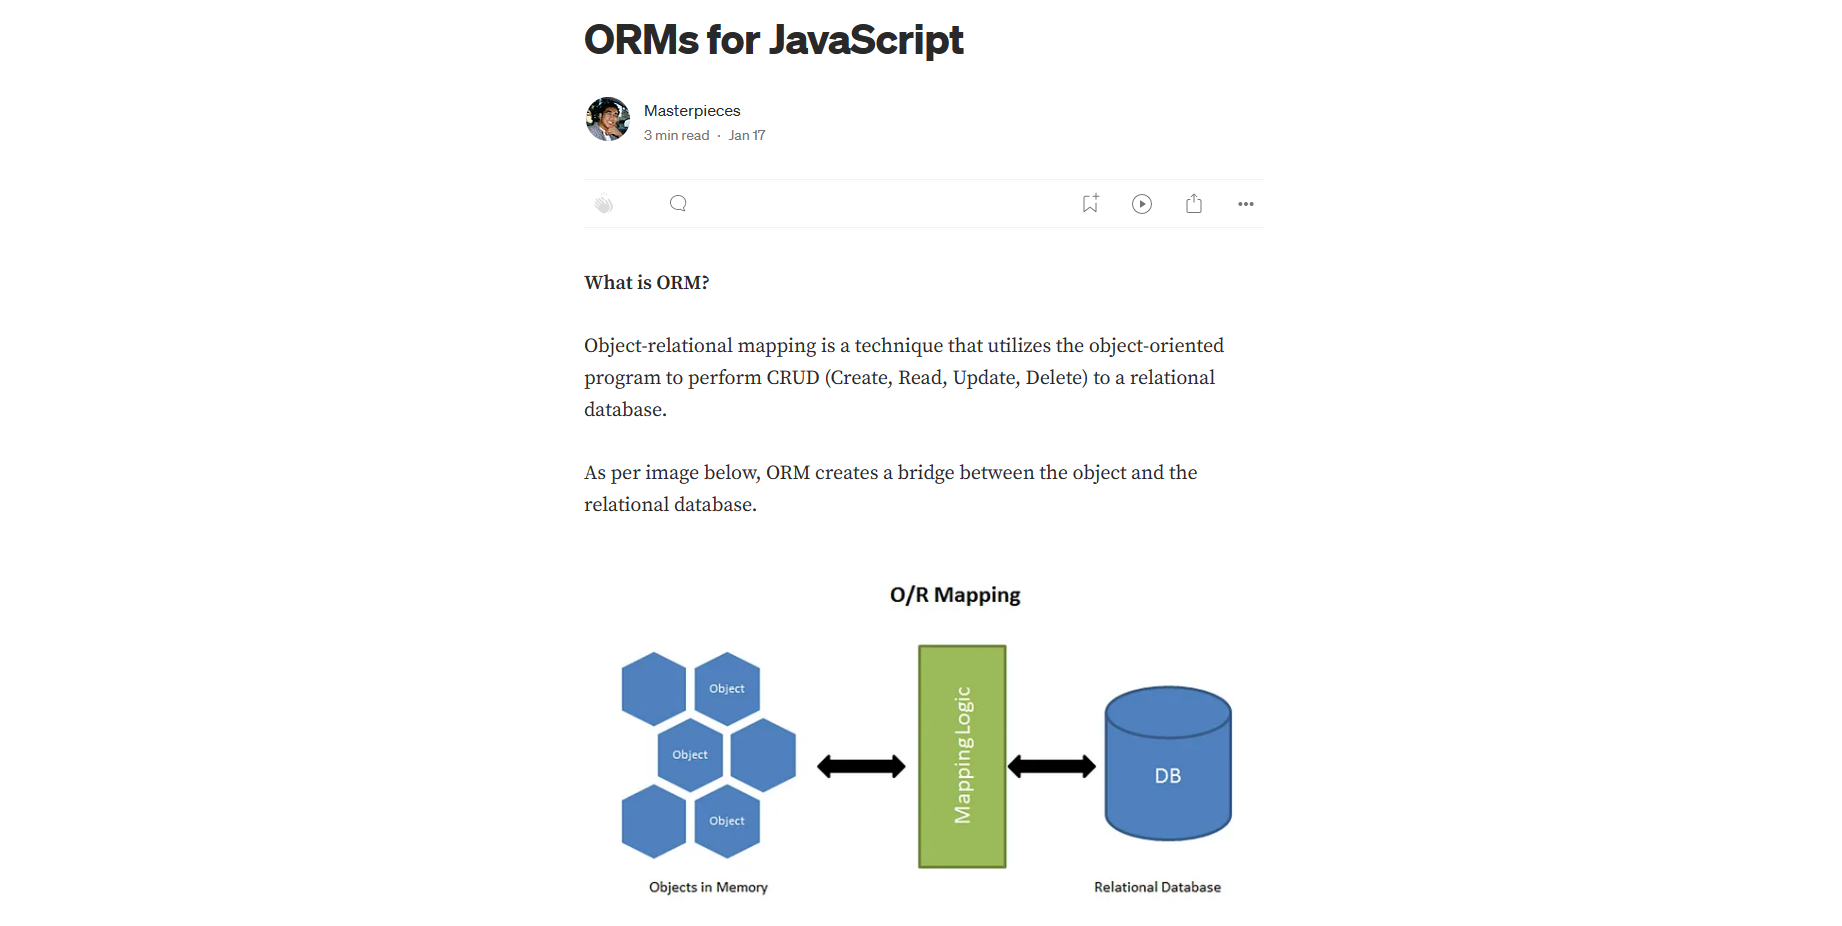 ORMs for JavaScript
Masterpieces
3 min read · Jan 17
What is ORM?
Object-relational mapping is a technique that utilizes the object-oriented
program to perform CRUD (Create, Read, Update, Delete) to a relational
database.
As per image below, ORM creates a bridge between the object and the
relational database.
O/R Mapping
Object
Object
Object
Mapping Logic
DB
Objects in Memory
Relational Database